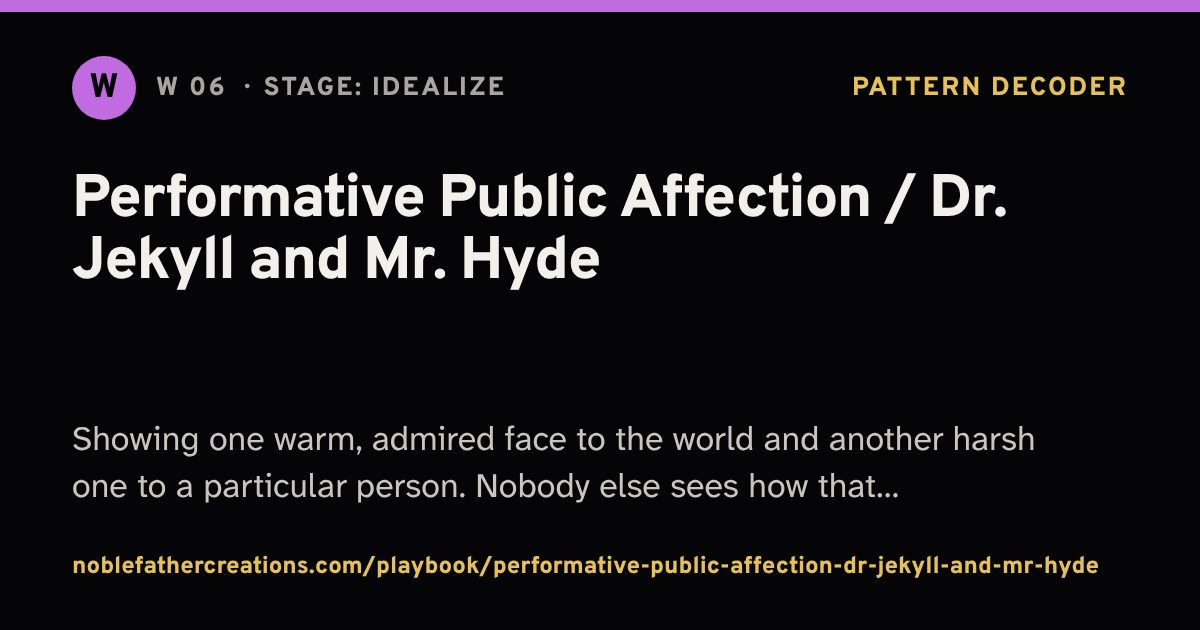 W
W 06 · STAGE: IDEALIZE
PATTERN DECODER
Performative Public Affection / Dr.
Jekyll and Mr. Hyde
Showing one warm, admired face to the world and another harsh
one to a particular person. Nobody else sees how that...
noblefathercreations.com/playbook/performative-public-affection-dr-jekyll-and-mr-hyde